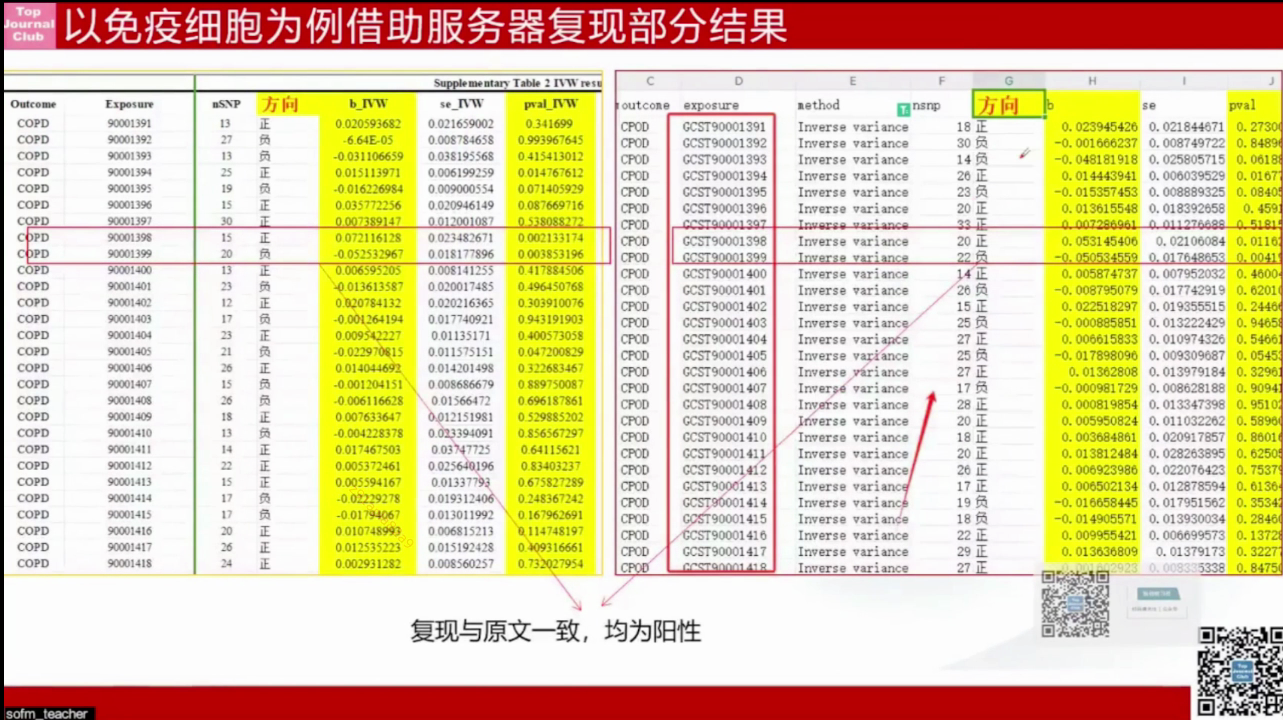 Top
Journal
Club
以免疫细胞为例借助服务器复现部分结果
Supplementary Table 2 IVW resu
Outcome Exposure nSNP 方向 b_IVW se_IVW pval_IVW
COPD 90001391 13 正 0.020593682 0.021659002 0.341699
COPD 90001392 27 负 -6.64E-05 0.008784658 0.993967645
COPD 90001393 13 负 -0.031106659 0.038195568 0.415413012
COPD 90001394 25 正 0.015113971 0.006199259 0.014767612
COPD 90001395 19 负 -0.016226984 0.009000554 0.071405929
COPD 90001396 15 正 0.035772256 0.020946149 0.087669716
COPD 90001397 30 正 0.007389147 0.012001087 0.538088272
COPD 90001398 15 正 0.072116128 0.023482671 0.002133174
COPD 90001399 20 负 -0.052532967 0.018177896 0.003853196
COPD 90001400 13 正 0.006595205 0.008141255 0.417884506
COPD 90001401 23 负 -0.013613587 0.020017485 0.496450768
COPD 90001402 12 正 0.020784132 0.020216365 0.303910076
COPD 90001403 17 负 -0.001264194 0.017740921 0.943191903
COPD 90001404 23 正 0.009542227 0.01135171 0.400573058
COPD 90001405 21 负 -0.022970815 0.011575151 0.047200829
COPD 90001406 26 正 0.014044692 0.014201498 0.322683467
COPD 90001407 15 负 -0.001204151 0.008686679 0.889750087
COPD 90001408 26 负 -0.006116628 0.01566472 0.696187861
COPD 90001409 18 正 0.007633647 0.012151981 0.529885202
COPD 90001410 13 负 -0.004228378 0.023394091 0.856567297
COPD 90001411 14 正 0.017467503 0.03747725 0.64115621
COPD 90001412 22 正 0.005372461 0.025640196 0.83403237
COPD 90001413 15 正 0.005594167 0.01337793 0.675827289
COPD 90001414 17 负 -0.02229278 0.019312406 0.248367242
COPD 90001415 17 负 -0.01794067 0.013011992 0.167962691
COPD 90001416 20 正 0.010748993 0.006815213 0.114748197
COPD 90001417 26 正 0.012535223 0.015192428 0.409316661
COPD 90001418 24 正 0.002931282 0.008560257 0.732027954
C D E F G H I J
outcome exposure method nsnp 方向 b se pval
CPOD GCST90001391 Inverse variance 18 正 0.023945426 0.021844671 0.27300
CPOD GCST90001392 Inverse variance 30 负 -0.001666237 0.008749722 0.84896
CPOD GCST90001393 Inverse variance 14 负 -0.048181918 0.025805715 0.06188
CPOD GCST90001394 Inverse variance 26 正 0.014443941 0.006039529 0.01677
CPOD GCST90001395 Inverse variance 23 负 -0.015357453 0.008889325 0.08405
CPOD GCST90001396 Inverse variance 20 正 0.013615548 0.018392658 0.4591
CPOD GCST90001397 Inverse variance 33 正 0.007286961 0.011276688 0.51813
CPOD GCST90001398 Inverse variance 20 正 0.053145406 0.02106084 0.01161
CPOD GCST90001399 Inverse variance 22 负 -0.050534559 0.017648653 0.00419
CPOD GCST90001400 Inverse variance 14 正 0.005874737 0.007952032 0.46004
CPOD GCST90001401 Inverse variance 26 负 -0.008795079 0.017742919 0.62010
CPOD GCST90001402 Inverse variance 15 正 0.022518297 0.019355515 0.24469
CPOD GCST90001403 Inverse variance 25 负 -0.000885851 0.013222429 0.94658
CPOD GCST90001404 Inverse variance 27 正 0.006615833 0.010974326 0.54661
CPOD GCST90001405 Inverse variance 25 负 -0.017898096 0.009309687 0.05453
CPOD GCST90001406 Inverse variance 27 正 0.01362808 0.013979184 0.32961
CPOD GCST90001407 Inverse variance 17 负 -0.000981729 0.008628188 0.90942
CPOD GCST90001408 Inverse variance 28 正 0.000819854 0.013347398 0.95102
CPOD GCST90001409 Inverse variance 20 正 0.005950824 0.011032262 0.58960
CPOD GCST90001410 Inverse variance 18 正 0.003684861 0.020917857 0.86010
CPOD GCST90001411 Inverse variance 20 正 0.013812484 0.028263895 0.62505
CPOD GCST90001412 Inverse variance 26 正 0.006923986 0.022076423 0.75379
CPOD GCST90001413 Inverse variance 17 正 0.006502134 0.012878594 0.61364
CPOD GCST90001414 Inverse variance 19 负 -0.016658445 0.017951562 0.35344
CPOD GCST90001415 Inverse variance 18 负 -0.014905571 0.013930034 0.28460
CPOD GCST90001416 Inverse variance 22 正 0.009955421 0.006699573 0.13728
CPOD GCST90001417 Inverse variance 29 正 0.013636809 0.01379173 0.32277
CPOD GCST90001418 Inverse variance 27 正 0.001602923 0.008335338 0.84750
复现与原文一致，均为阳性
Top
Journal
Club
sofm_teacher